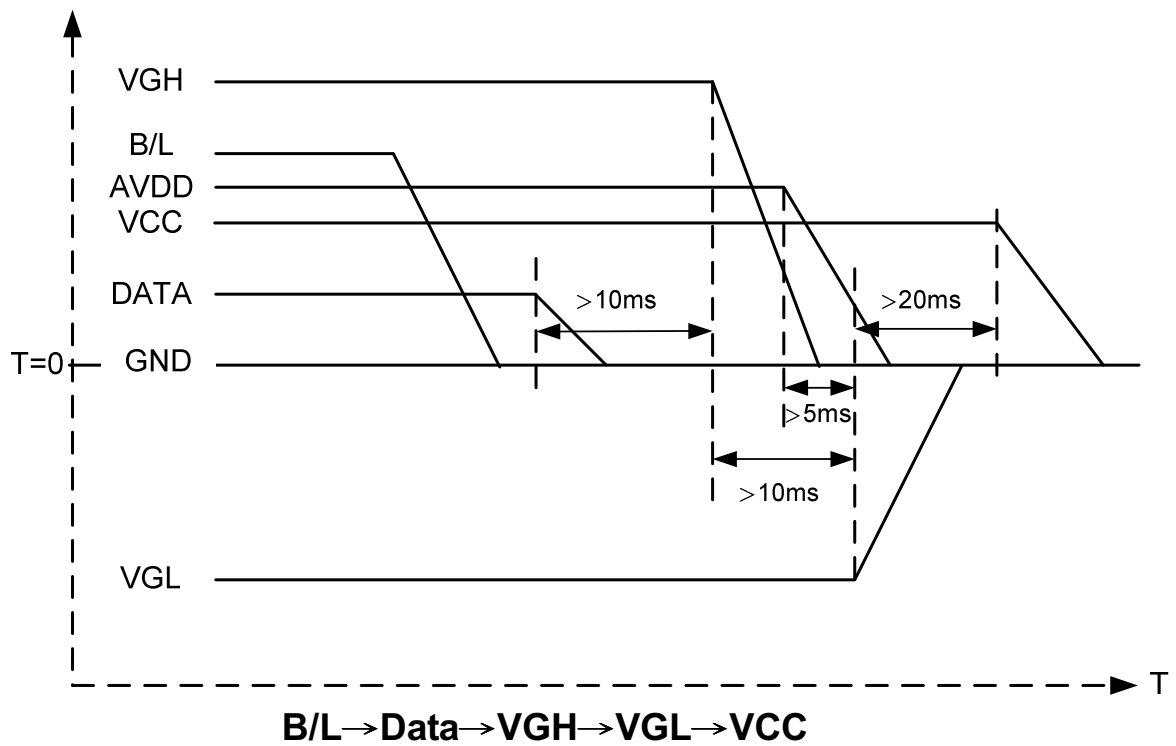 VGH
B/L
AVDD
VCC
DATA
>10ms
>20ms
T=0
GND
>5ms
>10ms
VGL
T
B/L→Data→VGH→VGL→VCC